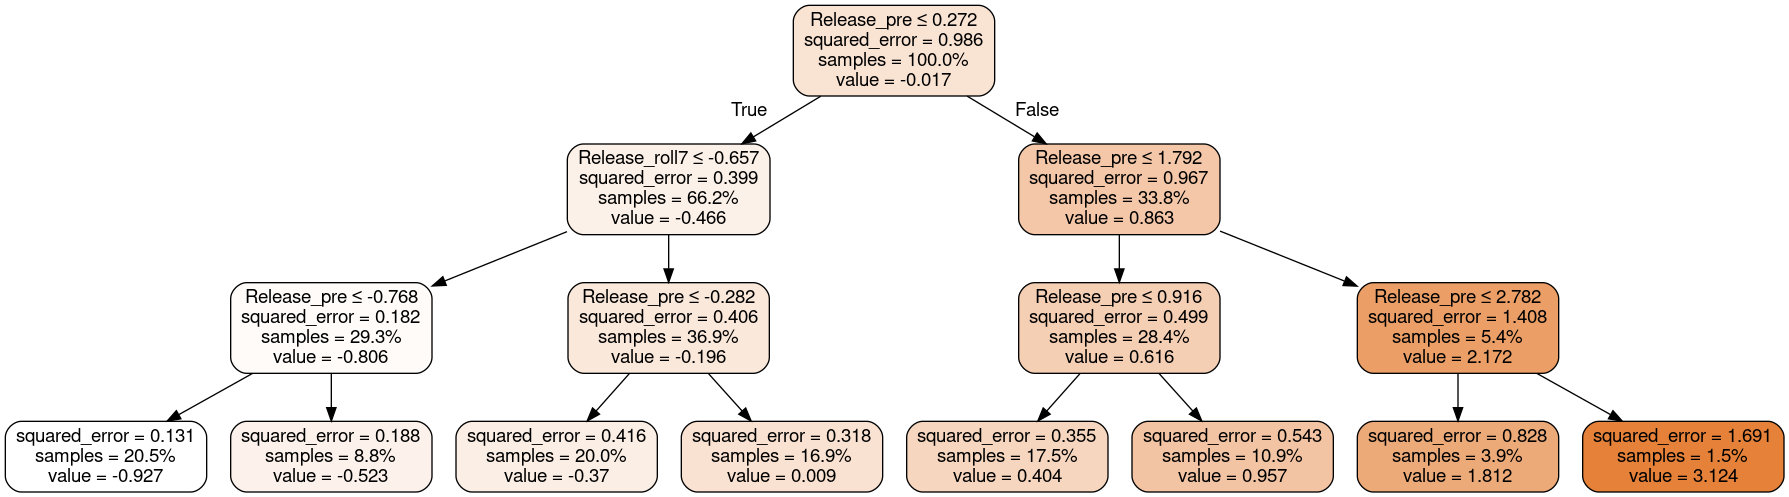 Release_pre ≤ 0.272
squared_error = 0.986
samples = 100.0%
value = -0.017
True
False
Release_roll7 ≤ -0.657
squared_error = 0.399
samples = 66.2%
value = -0.466
Release_pre ≤ 1.792
squared_error = 0.967
samples = 33.8%
value = 0.863
Release_pre ≤ -0.768
squared_error = 0.182
samples = 29.3%
value = -0.806
Release_pre ≤ -0.282
squared_error = 0.406
samples = 36.9%
value = -0.196
Release_pre ≤ 0.916
squared_error = 0.499
samples = 28.4%
value = 0.616
Release_pre ≤ 2.782
squared_error = 1.408
samples = 5.4%
value = 2.172
squared_error = 0.131
samples = 20.5%
value = -0.927
squared_error = 0.188
samples = 8.8%
value = -0.523
squared_error = 0.416
samples = 20.0%
value = -0.37
squared_error = 0.318
samples = 16.9%
value = 0.009
squared_error = 0.355
samples = 17.5%
value = 0.404
squared_error = 0.543
samples = 10.9%
value = 0.957
squared_error = 0.828
samples = 3.9%
value = 1.812
squared_error = 1.691
samples = 1.5%
value = 3.124